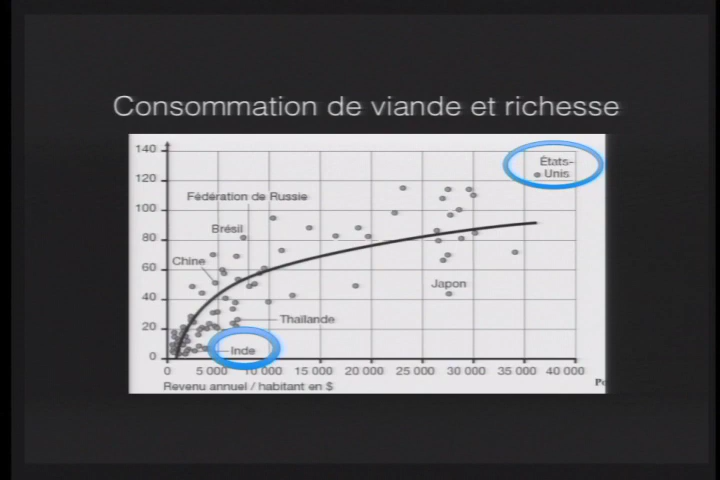 Consommation de viande et richesse
140
120
100
80
60
40
20
0
États-
Unis
Fédération de Russie
Brésil
Chine
Japon
Thaïlande
Inde
0 5 000 10 000 15 000 20 000 25 000 30 000 35 000 40 000
Revenu annuel / habitant en $